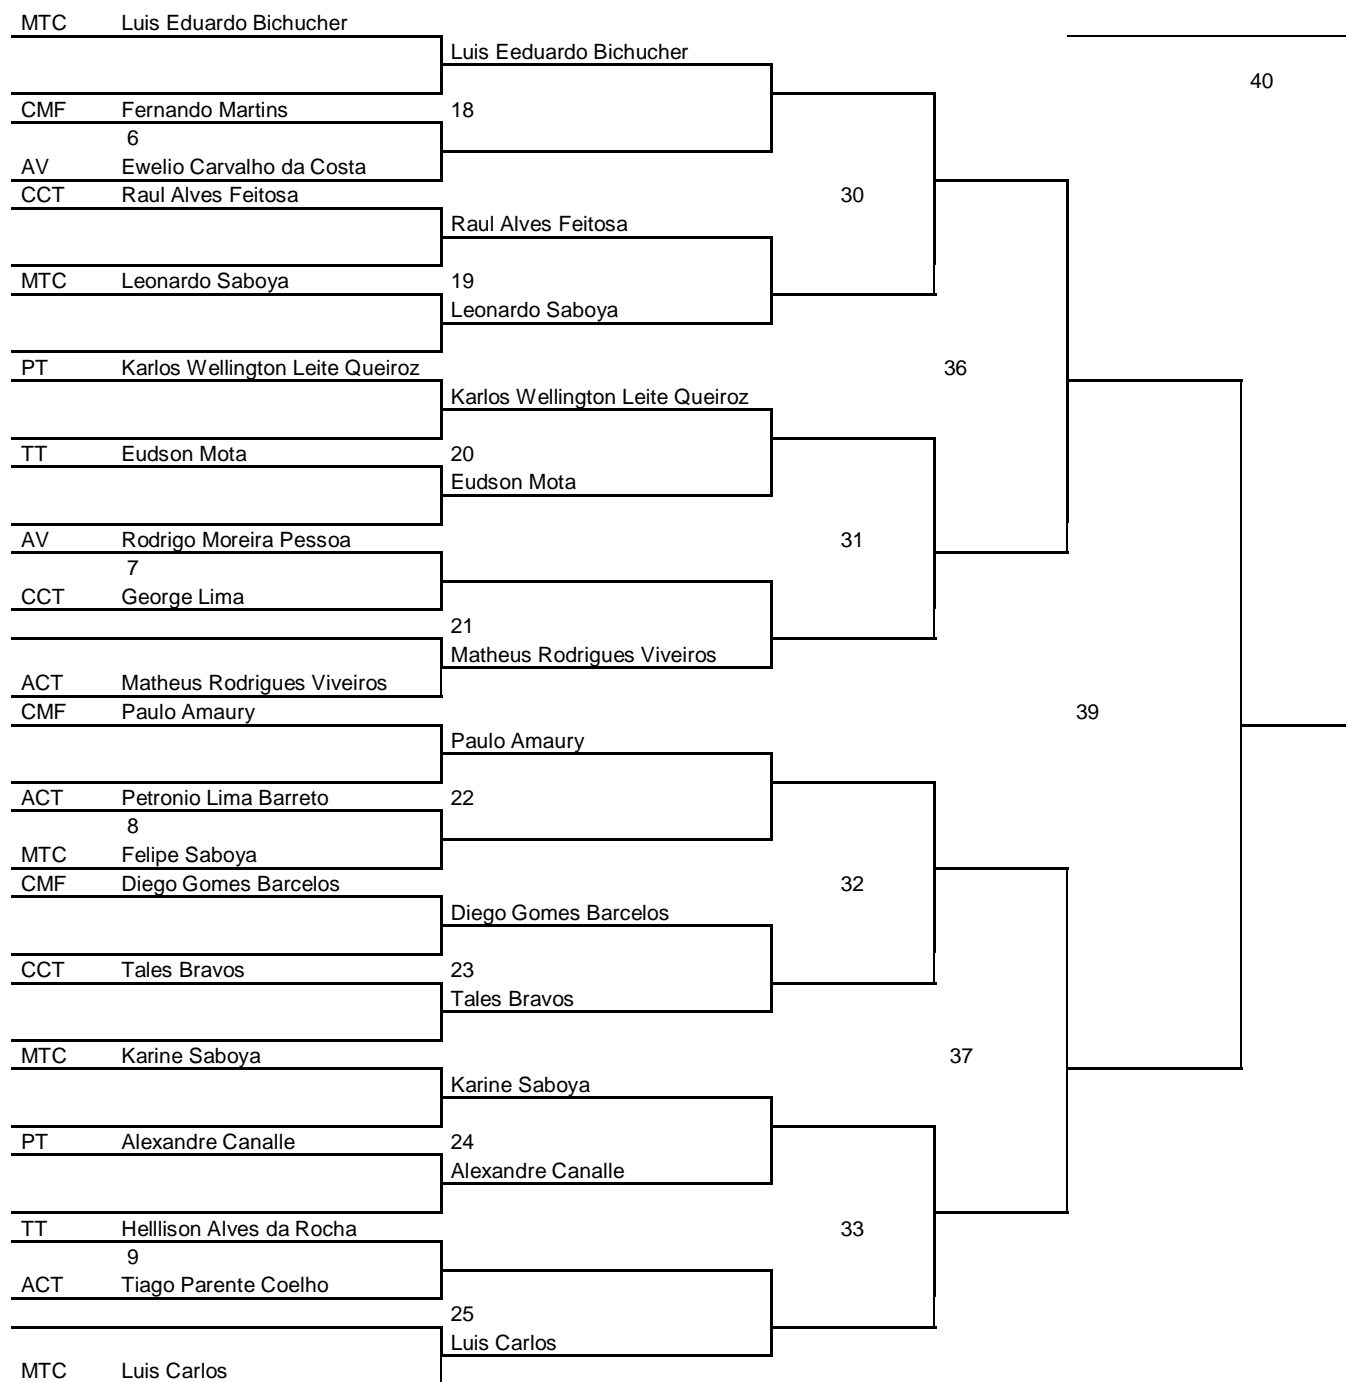 MTC Luis Eduardo Bichucher
Luis Eeduardo Bichucher
40
CMF Fernando Martins 18
6
AV Ewelio Carvalho da Costa
CCT Raul Alves Feitosa 30
Raul Alves Feitosa
MTC Leonardo Saboya 19
Leonardo Saboya
PT Karlos Wellington Leite Queiroz 36
Karlos Wellington Leite Queiroz
TT Eudson Mota 20
Eudson Mota
AV Rodrigo Moreira Pessoa 31
7
CCT George Lima
21
Matheus Rodrigues Viveiros
ACT Matheus Rodrigues Viveiros
CMF Paulo Amaury 39
Paulo Amaury
ACT Petronio Lima Barreto 22
8
MTC Felipe Saboya
CMF Diego Gomes Barcelos 32
Diego Gomes Barcelos
CCT Tales Bravos 23
Tales Bravos
MTC Karine Saboya 37
Karine Saboya
PT Alexandre Canalle 24
Alexandre Canalle
TT Helllison Alves da Rocha 33
9
ACT Tiago Parente Coelho
25
Luis Carlos
MTC Luis Carlos